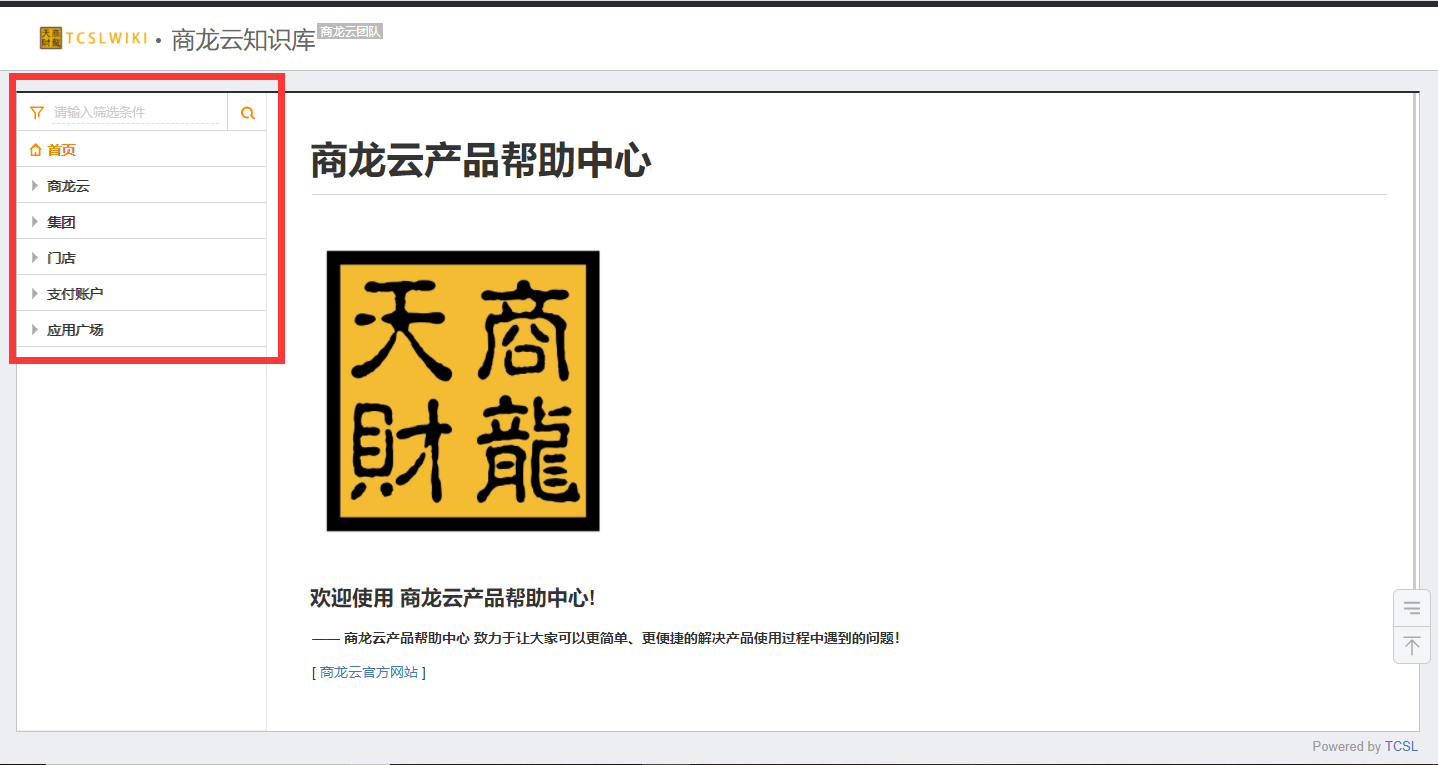 天商
财龍
TCSLWIKI • 商龙云知识库 商龙云团队
请输入筛选条件
首页
商龙云
集团
门店
支付账户
应用广场
商龙云产品帮助中心
天商
財龍
欢迎使用 商龙云产品帮助中心!
—— 商龙云产品帮助中心 致力于让大家可以更简单、更便捷的解决产品使用过程中遇到的问题！
[ 商龙云官方网站 ]
Powered by TCSL